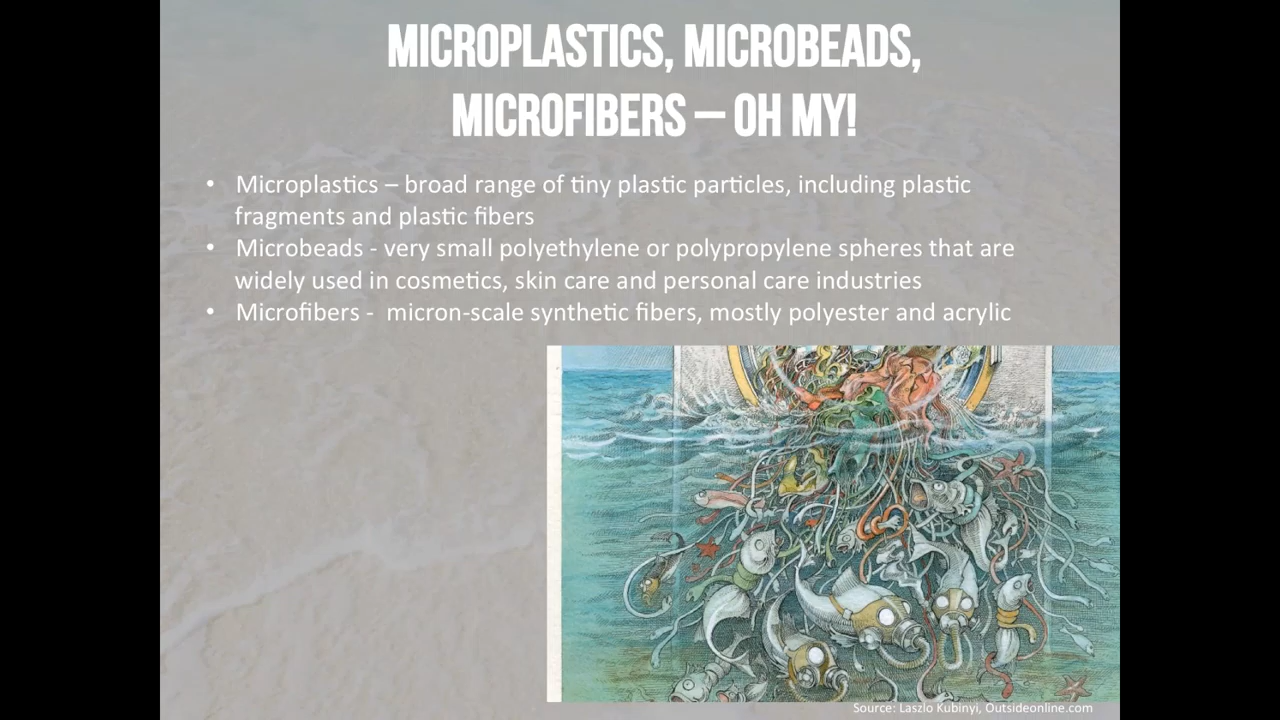 MICROPLASTICS, MICROBEADS,
MICROFIBERS – OH MY!
• Microplastics – broad range of tiny plastic particles, including plastic
fragments and plastic fibers
• Microbeads - very small polyethylene or polypropylene spheres that are
widely used in cosmetics, skin care and personal care industries
• Microfibers -  micron-scale synthetic fibers, mostly polyester and acrylic
Source: Laszlo Kubinyi, Outsideonline.com